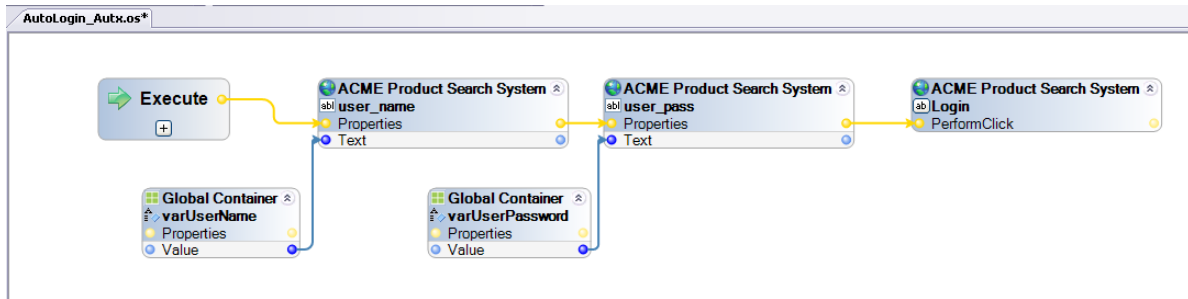 AutoLogin_Autx.os*
Execute
ACME Product Search System
user_name
Properties
Text
ACME Product Search System
user_pass
Properties
Text
ACME Product Search System
Login
PerformClick
Global Container
varUserName
Properties
Value
Global Container
varUserPassword
Properties
Value